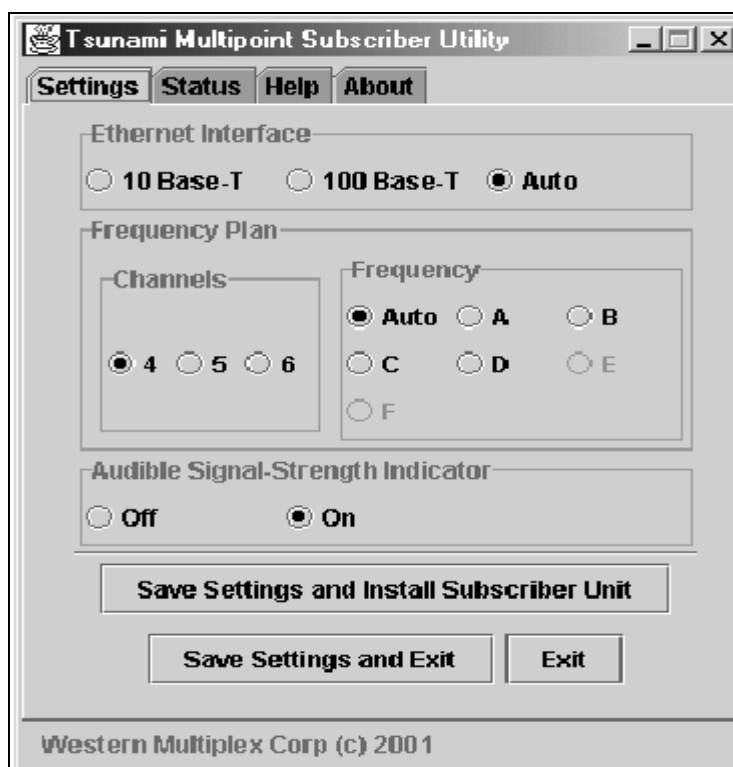 Tsunami Multipoint Subscriber Utility
Settings Status Help About
Ethernet Interface
10 Base-T 100 Base-T Auto
Frequency Plan
Channels
Frequency
Auto A B
4 5 6
C D E
F
Audible Signal-Strength Indicator
Off On
Save Settings and Install Subscriber Unit
Save Settings and Exit Exit
Western Multiplex Corp (c) 2001